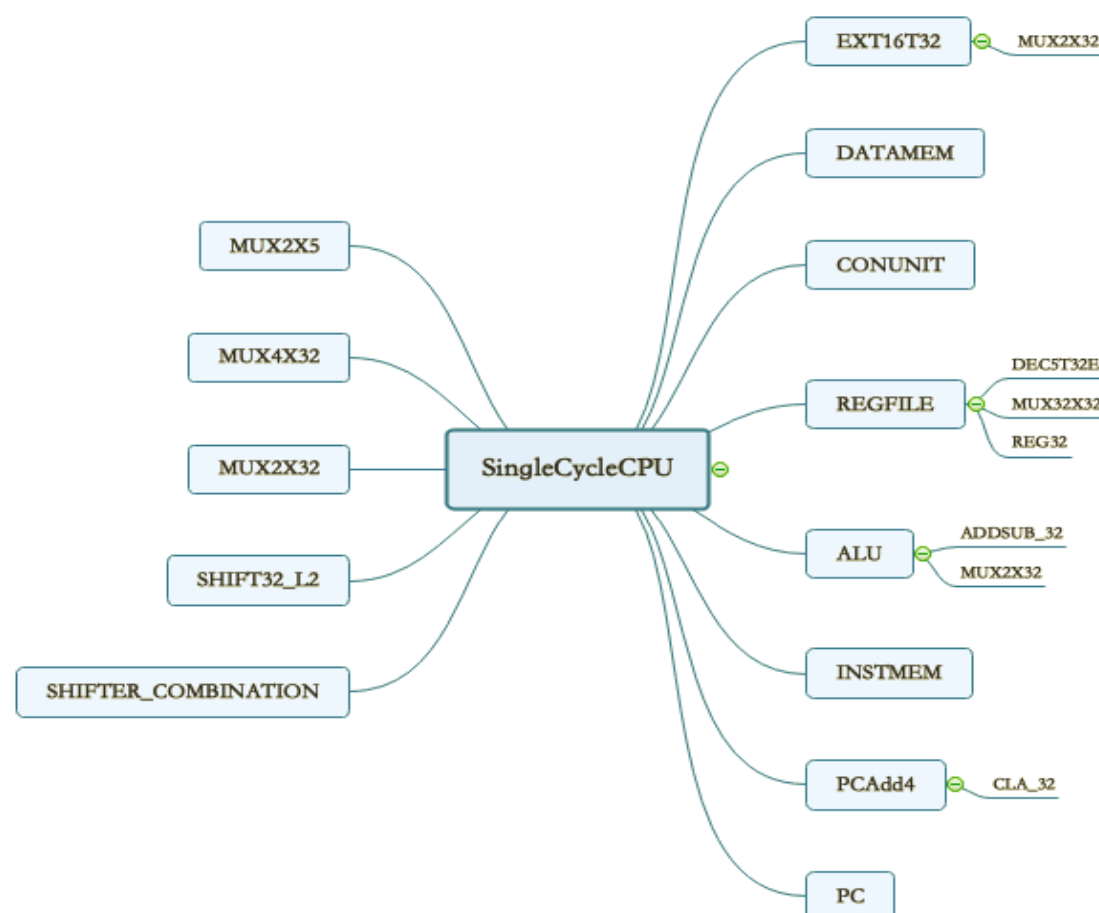 EXT16T32
MUX2X32
DATAMEM
MUX2X5
CONUNIT
MUX4X32
DEC5T32E
REGFILE
MUX32X32
REG32
MUX2X32
SingleCycleCPU
ADDSUB_32
ALU
MUX2X32
SHIFT32_L2
INSTMEM
SHIFTER_COMBINATION
PCAdd4
CLA_32
PC